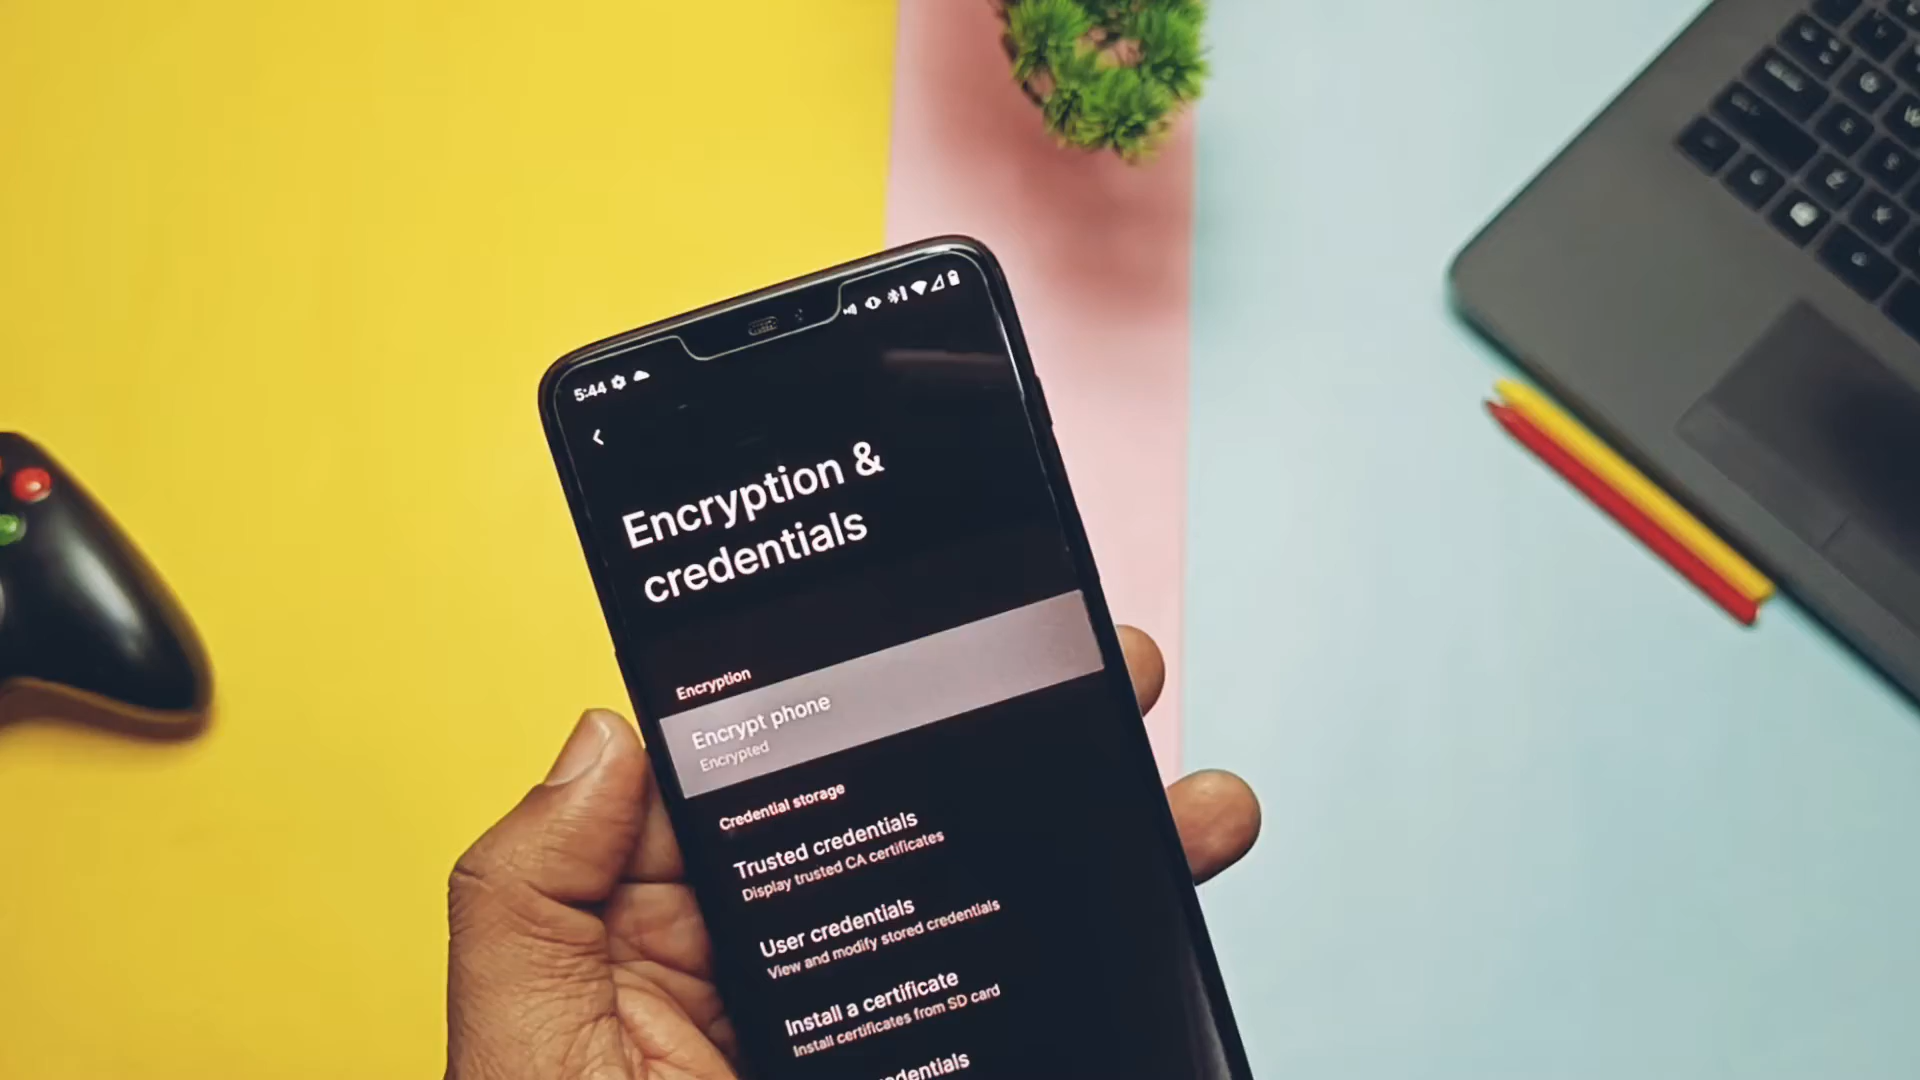 5:44
Encryption &
credentials
Encryption
Encrypt phone
Encrypted
Credential storage
Trusted credentials
Display trusted CA certificates
User credentials
View and modify stored credentials
Install a certificate
Install certificates from SD card